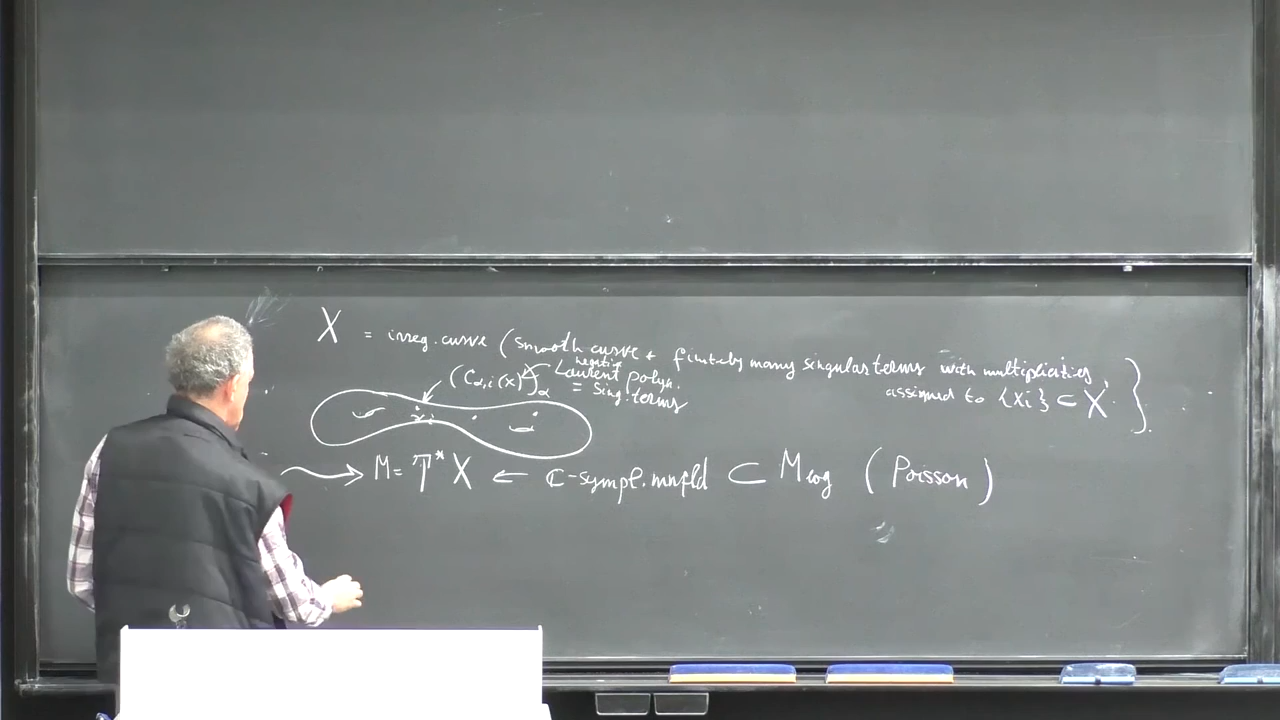 X = irreg. curve (smooth curve + finitely many singular terms with multiplicities
assigned to {xi} ⊂ X }.
(Cα,i(x))α negative Laurent polyn.
= Sing. terms
xi
M = T*X ← ℂ-sympl. mnfld ⊂ Mlog (Poisson)